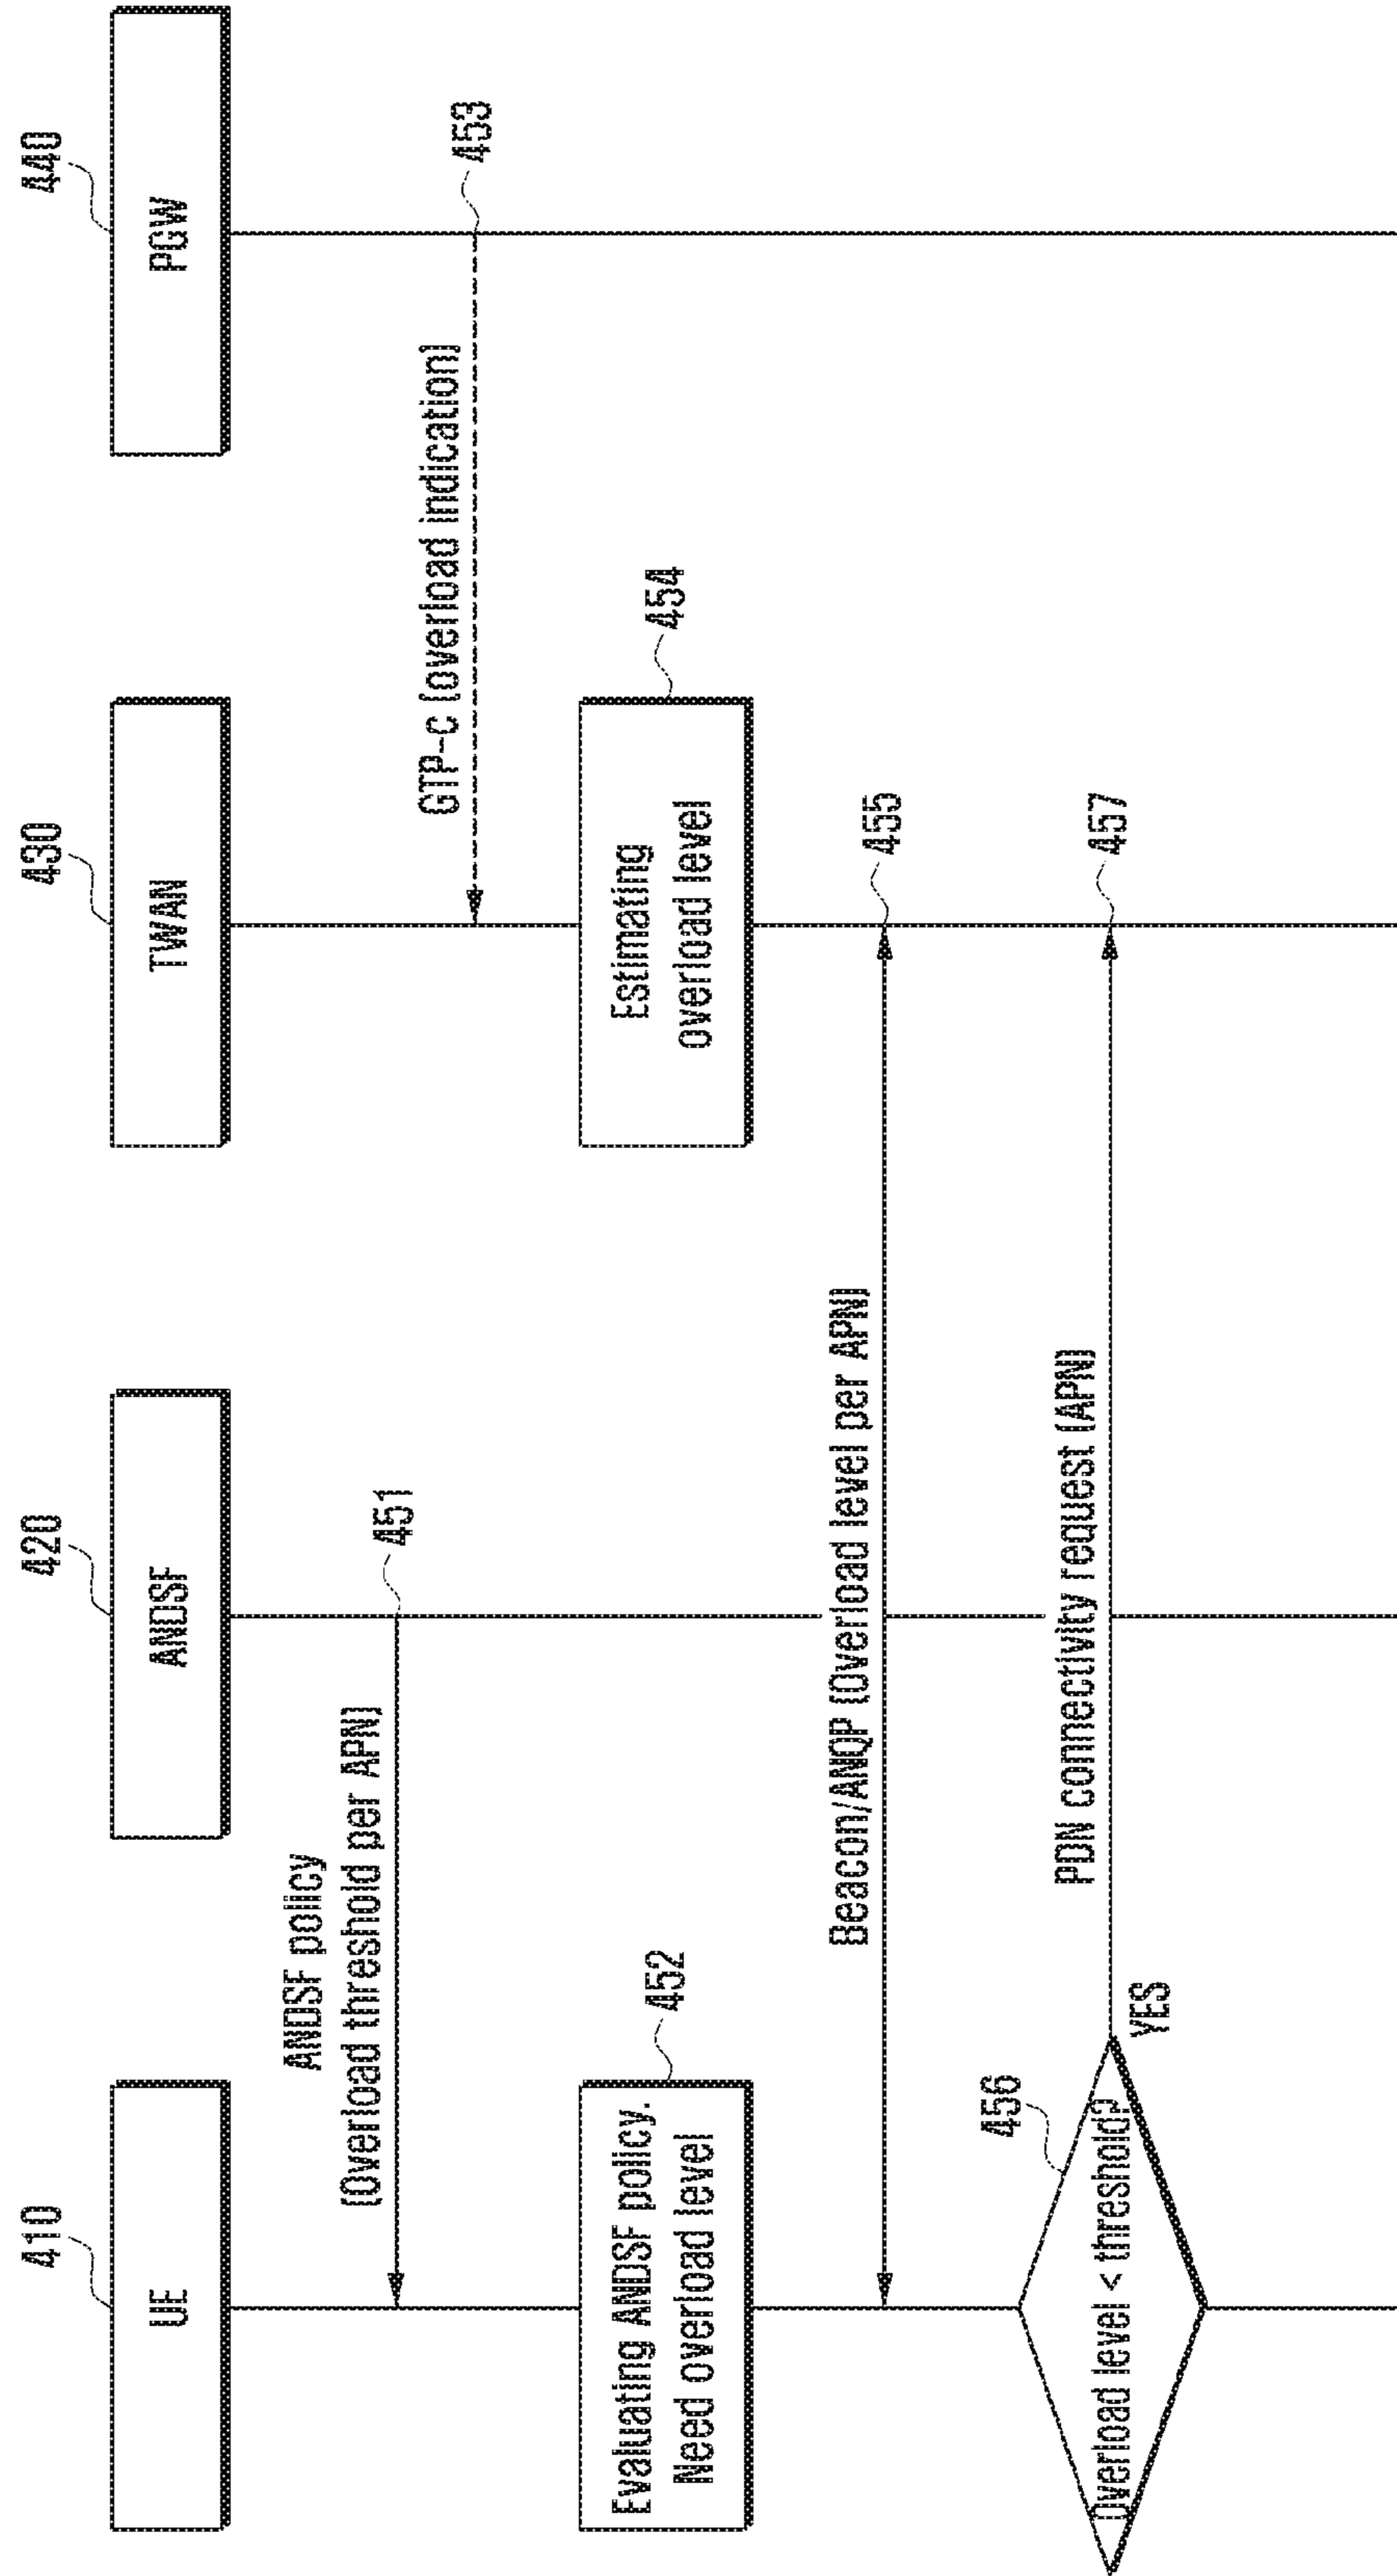 410
420
430
440
UE
ANDSF
TWAN
PGW
ANDSF policy
(Overload threshold per APN)
451
GTP-c (overload indication)
453
Evaluating ANDSF policy.
Need overload level
452
Estimating
overload level
454
Beacon/ANQP (Overload level per APN)
455
456
Overload level < threshold?
YES
PDN connectivity request (APN)
457